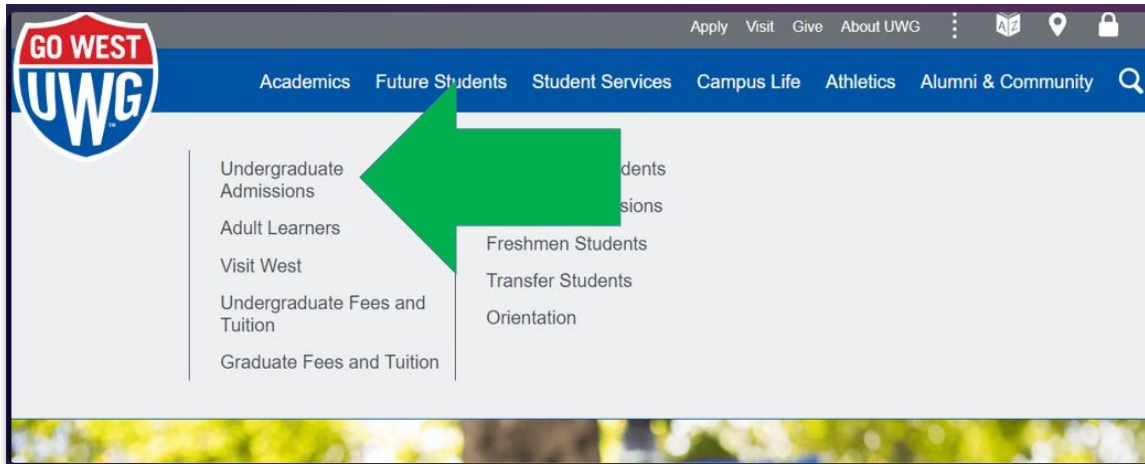 GO WEST
UWG
Apply Visit Give About UWG
AZ
Academics Future Students Student Services Campus Life Athletics Alumni & Community
Undergraduate
Admissions
Adult Learners
Visit West
Undergraduate Fees and
Tuition
Graduate Fees and Tuition
Freshmen Students
Transfer Students
Orientation